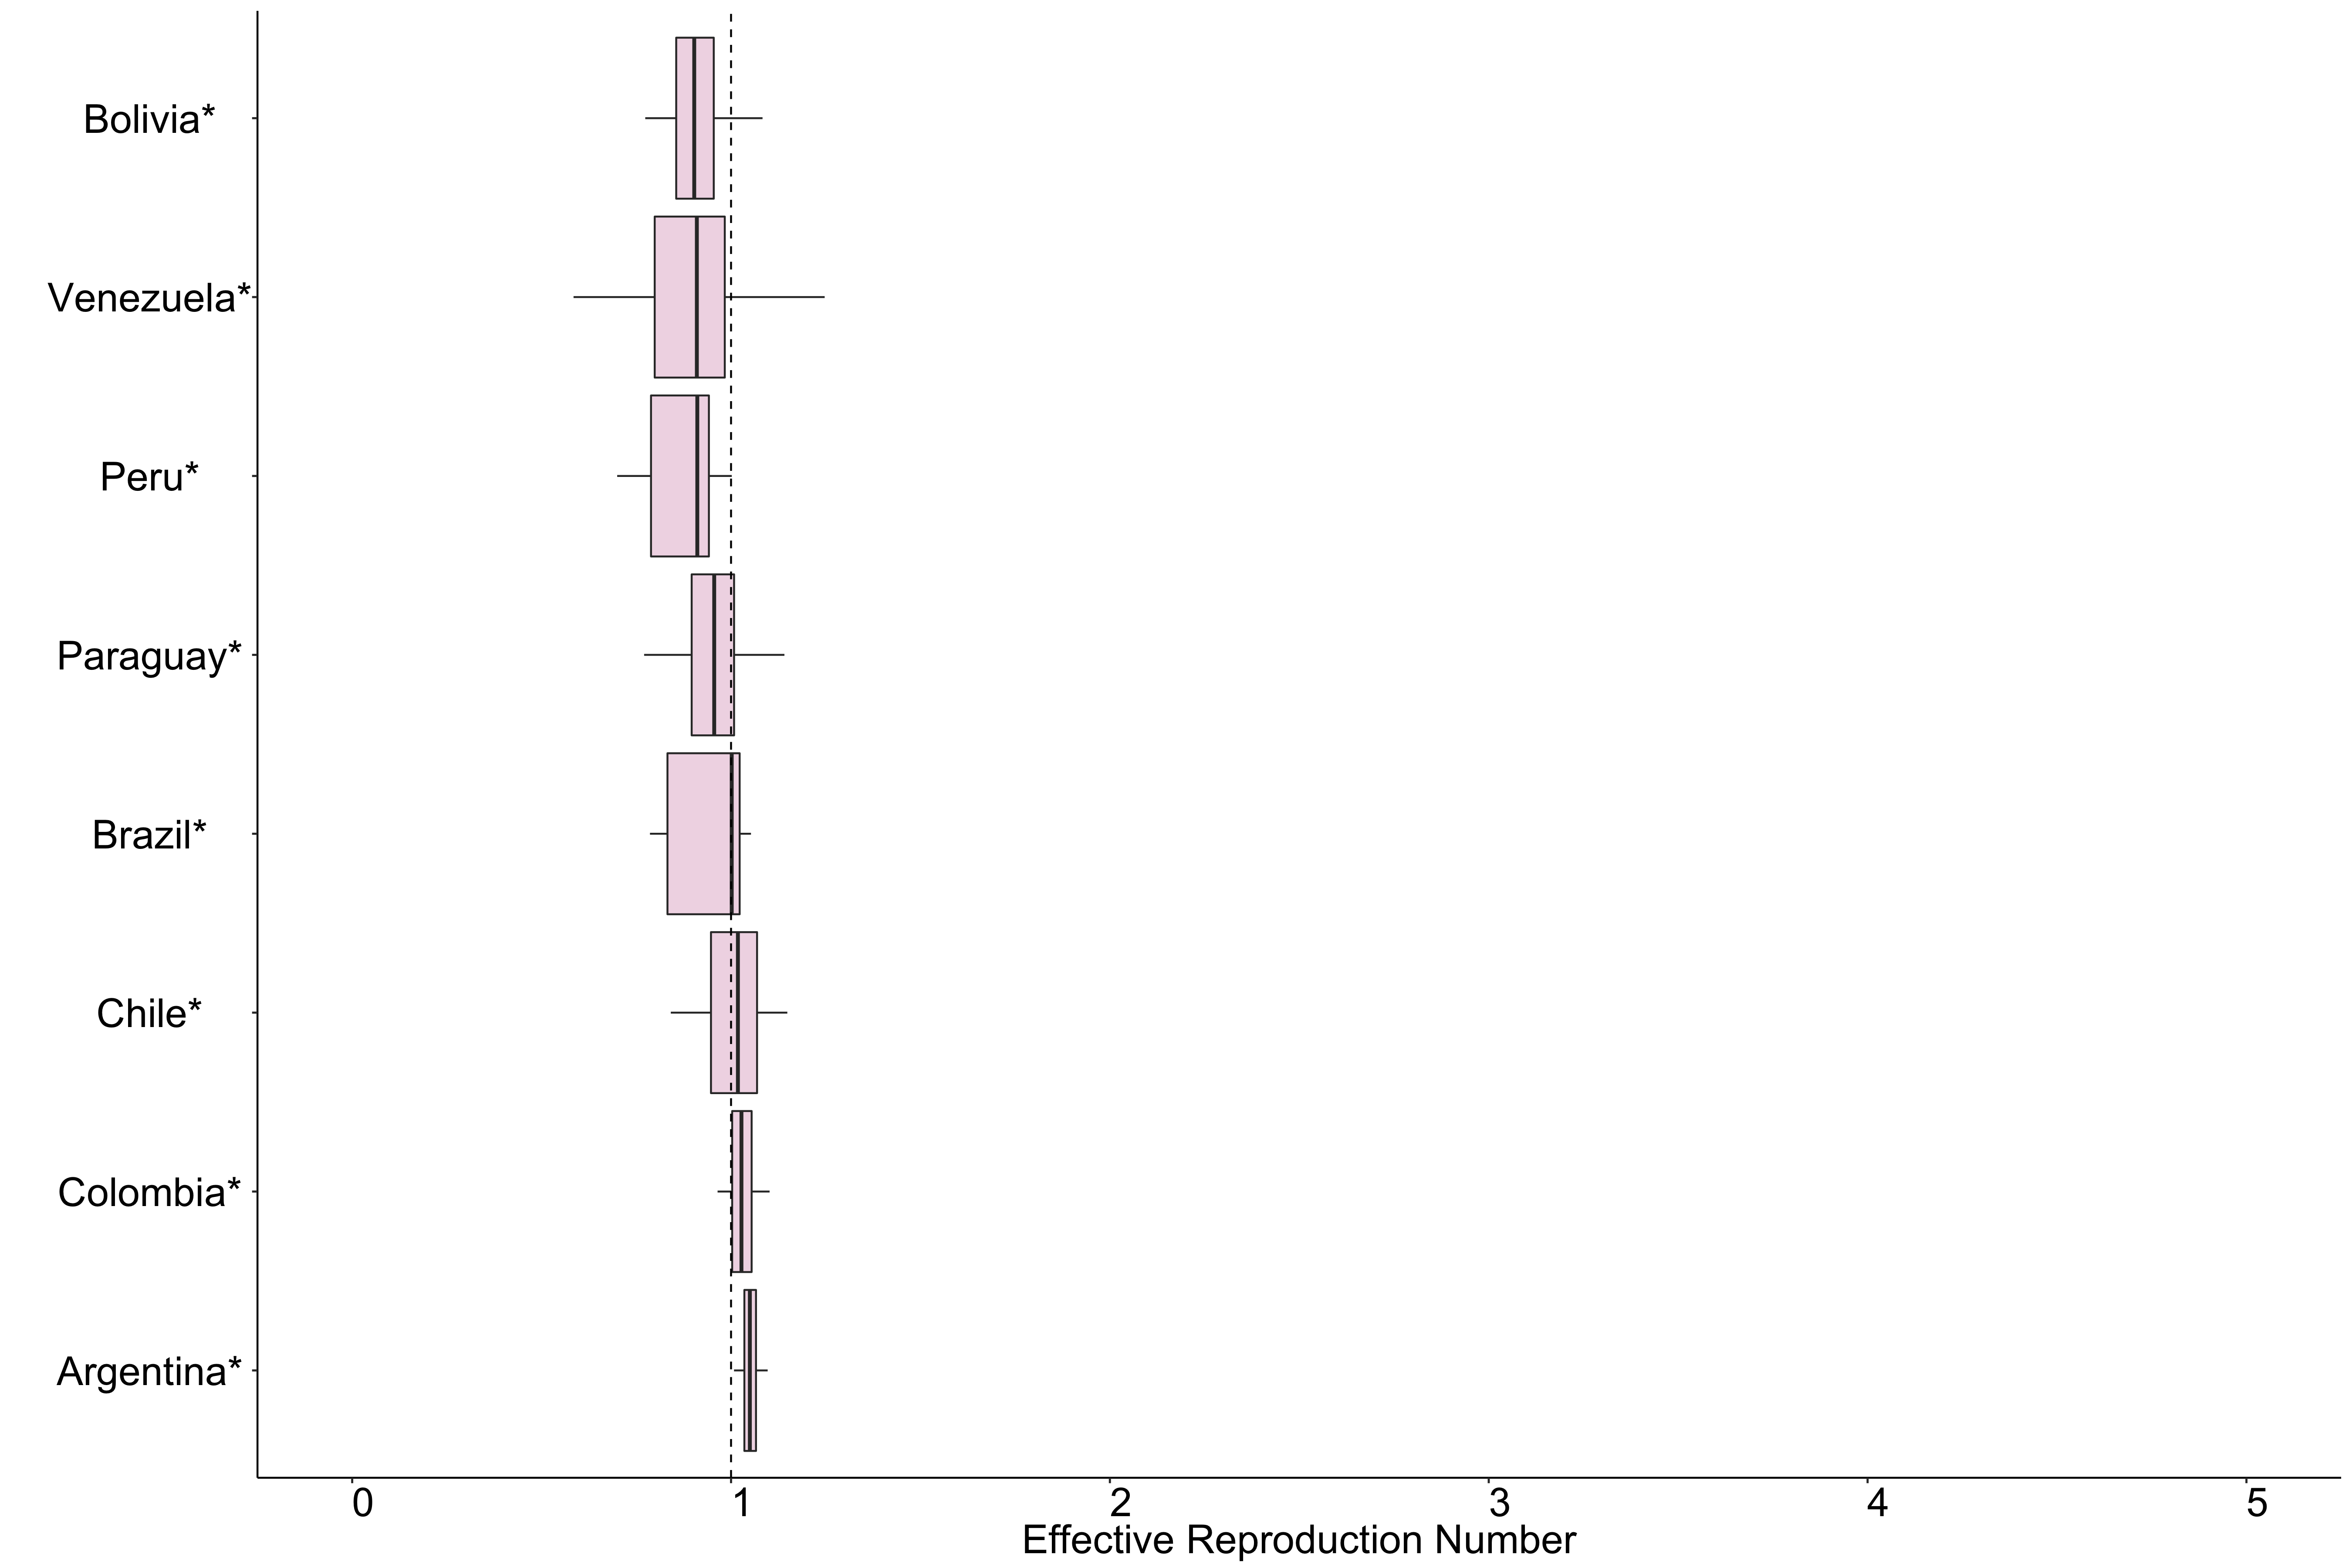 Bolivia*
Venezuela*
Peru*
Paraguay*
Brazil*
Chile*
Colombia*
Argentina*
0 1 2 3 4 5
Effective Reproduction Number